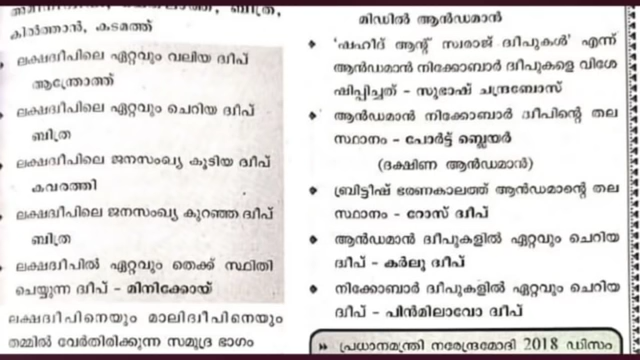 കിൽത്താൻ, കടമത്ത്
ലക്ഷദ്വീപിലെ ഏറ്റവും വലിയ ദ്വീപ്
ആന്ത്രോത്ത്
ലക്ഷദ്വീപിലെ ഏറ്റവും ചെറിയ ദ്വീപ്
ബിത്ര
ലക്ഷദ്വീപിലെ ജനസംഖ്യ കൂടിയ ദ്വീപ്
കവരത്തി
ലക്ഷദ്വീപിലെ ജനസംഖ്യ കുറഞ്ഞ ദ്വീപ്
ബിത്ര
ലക്ഷദ്വീപിൽ ഏറ്റവും തെക്ക് സ്ഥിതി
ചെയ്യുന്ന ദ്വീപ് - മിനിക്കോയ്
ലക്ഷദ്വീപിനെയും മാലിദ്വീപിനെയും
തമ്മിൽ വേർതിരിക്കുന്ന സമുദ്ര ഭാഗം
മിഡിൽ ആൻഡമാൻ
'ഷഹീദ് ആന്റ് സ്വരാജ് ദ്വീപുകൾ' എന്ന്
ആൻഡമാൻ നിക്കോബാർ ദ്വീപുകളെ വിശേ
ഷിപ്പിച്ചത് - സുഭാഷ് ചന്ദ്രബോസ്
ആൻഡമാൻ നിക്കോബാർ ദ്വീപിന്റെ തല
സ്ഥാനം - പോർട്ട് ബ്ലെയർ
(ദക്ഷിണ ആൻഡമാൻ)
ബ്രിട്ടീഷ് ഭരണകാലത്ത് ആൻഡമാന്റെ തല
സ്ഥാനം - റോസ് ദ്വീപ്
ആൻഡമാൻ ദ്വീപുകളിൽ ഏറ്റവും ചെറിയ
ദ്വീപ് - കർലൂ ദ്വീപ്
നിക്കോബാർ ദ്വീപുകളിൽ ഏറ്റവും ചെറിയ
ദ്വീപ് - പിൻമിലാവോ ദ്വീപ്
പ്രധാനമന്ത്രി നരേന്ദ്രമോദി 2018 ഡിസം